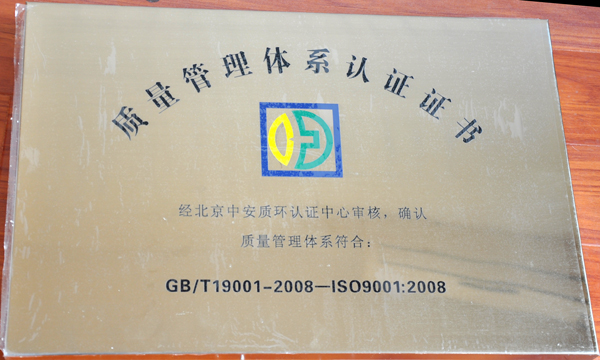 质量管理体系认证证书
经北京中安质环认证中心审核，确认
质量管理体系符合：
GB/T19001-2008—ISO9001:2008